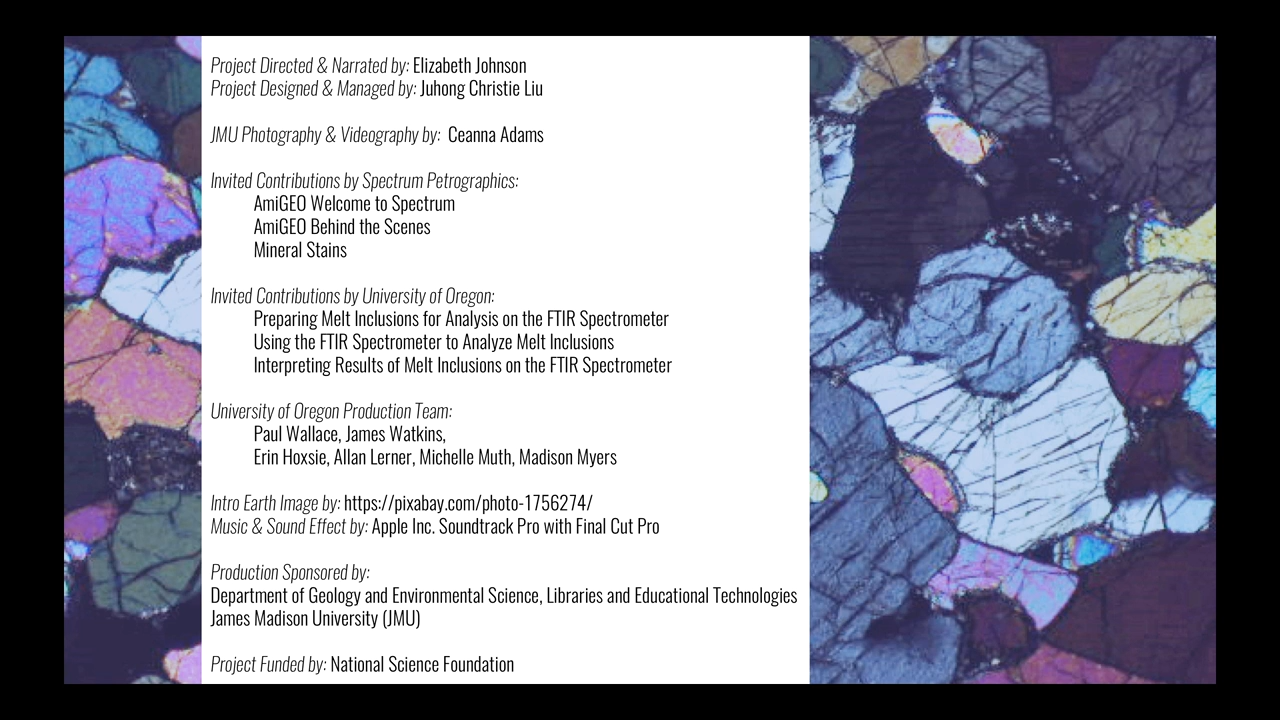 Project Directed & Narrated by: Elizabeth Johnson
Project Designed & Managed by: Juhong Christie Liu
JMU Photography & Videography by: Ceanna Adams
Invited Contributions by Spectrum Petrographics:
AmiGEO Welcome to Spectrum
AmiGEO Behind the Scenes
Mineral Stains
Invited Contributions by University of Oregon:
Preparing Melt Inclusions for Analysis on the FTIR Spectrometer
Using the FTIR Spectrometer to Analyze Melt Inclusions
Interpreting Results of Melt Inclusions on the FTIR Spectrometer
University of Oregon Production Team:
Paul Wallace, James Watkins,
Erin Hoxsie, Allan Lerner, Michelle Muth, Madison Myers
Intro Earth Image by: https://pixabay.com/photo-1756274/
Music & Sound Effect by: Apple Inc. Soundtrack Pro with Final Cut Pro
Production Sponsored by:
Department of Geology and Environmental Science, Libraries and Educational Technologies
James Madison University (JMU)
Project Funded by: National Science Foundation